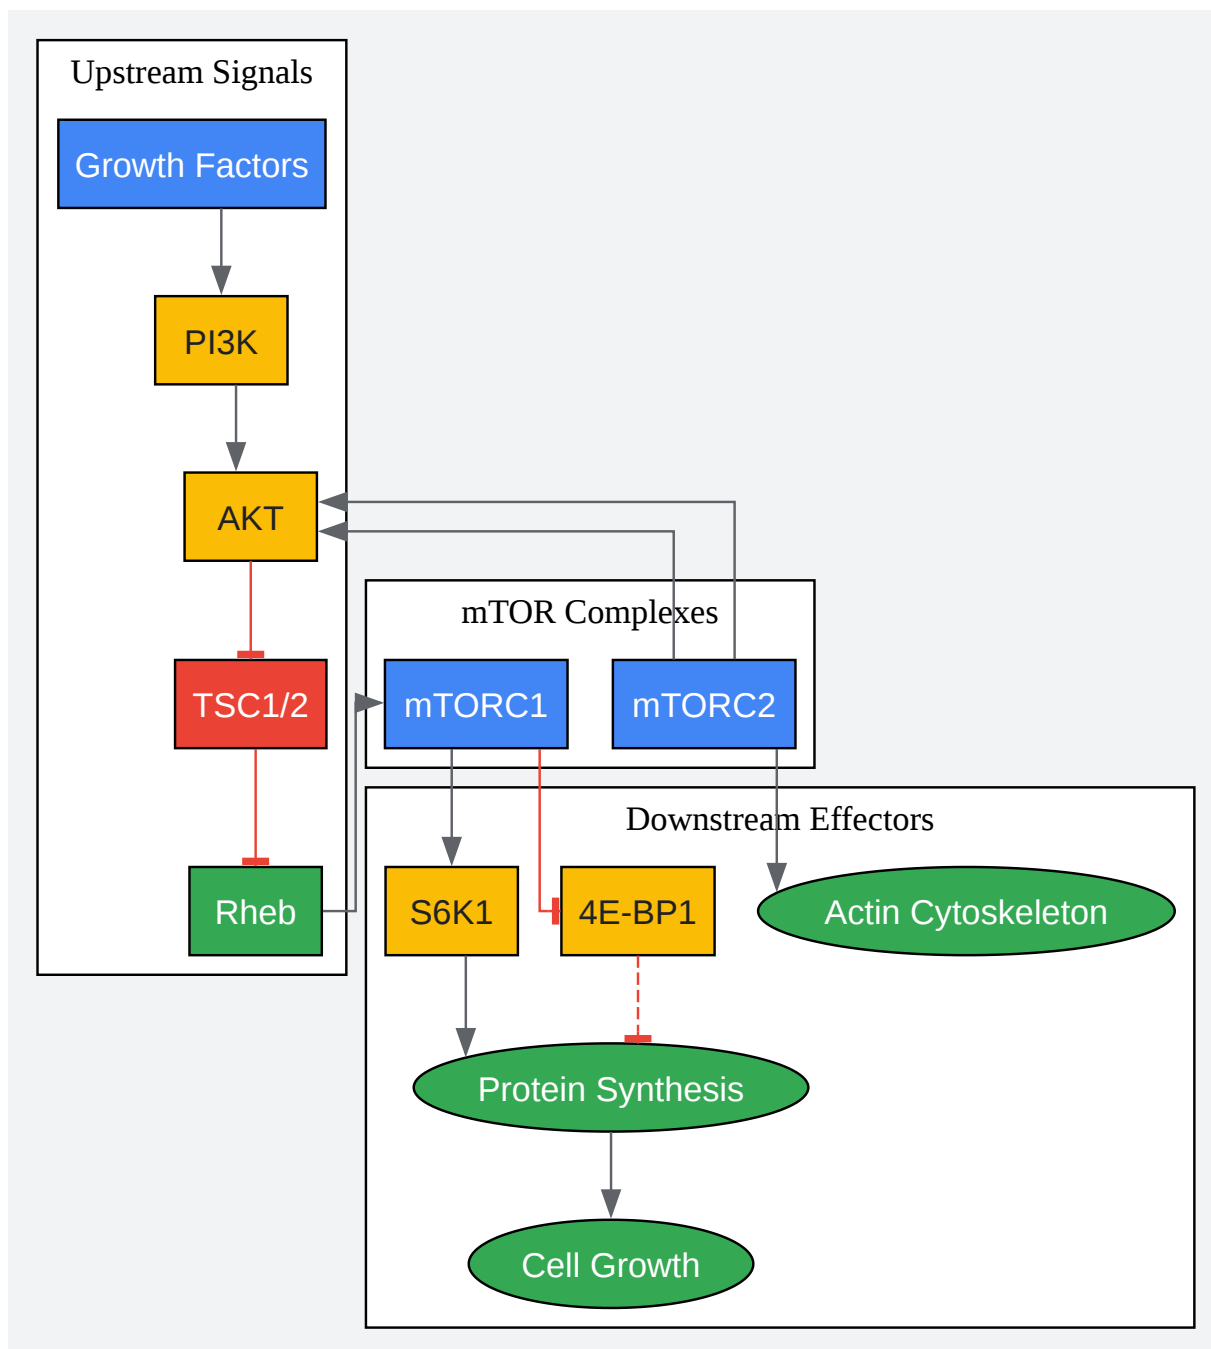 Upstream Signals
Growth Factors
PI3K
AKT
TSC1/2
Rheb
mTOR Complexes
mTORC1
mTORC2
Downstream Effectors
S6K1
4E-BP1
Actin Cytoskeleton
Protein Synthesis
Cell Growth